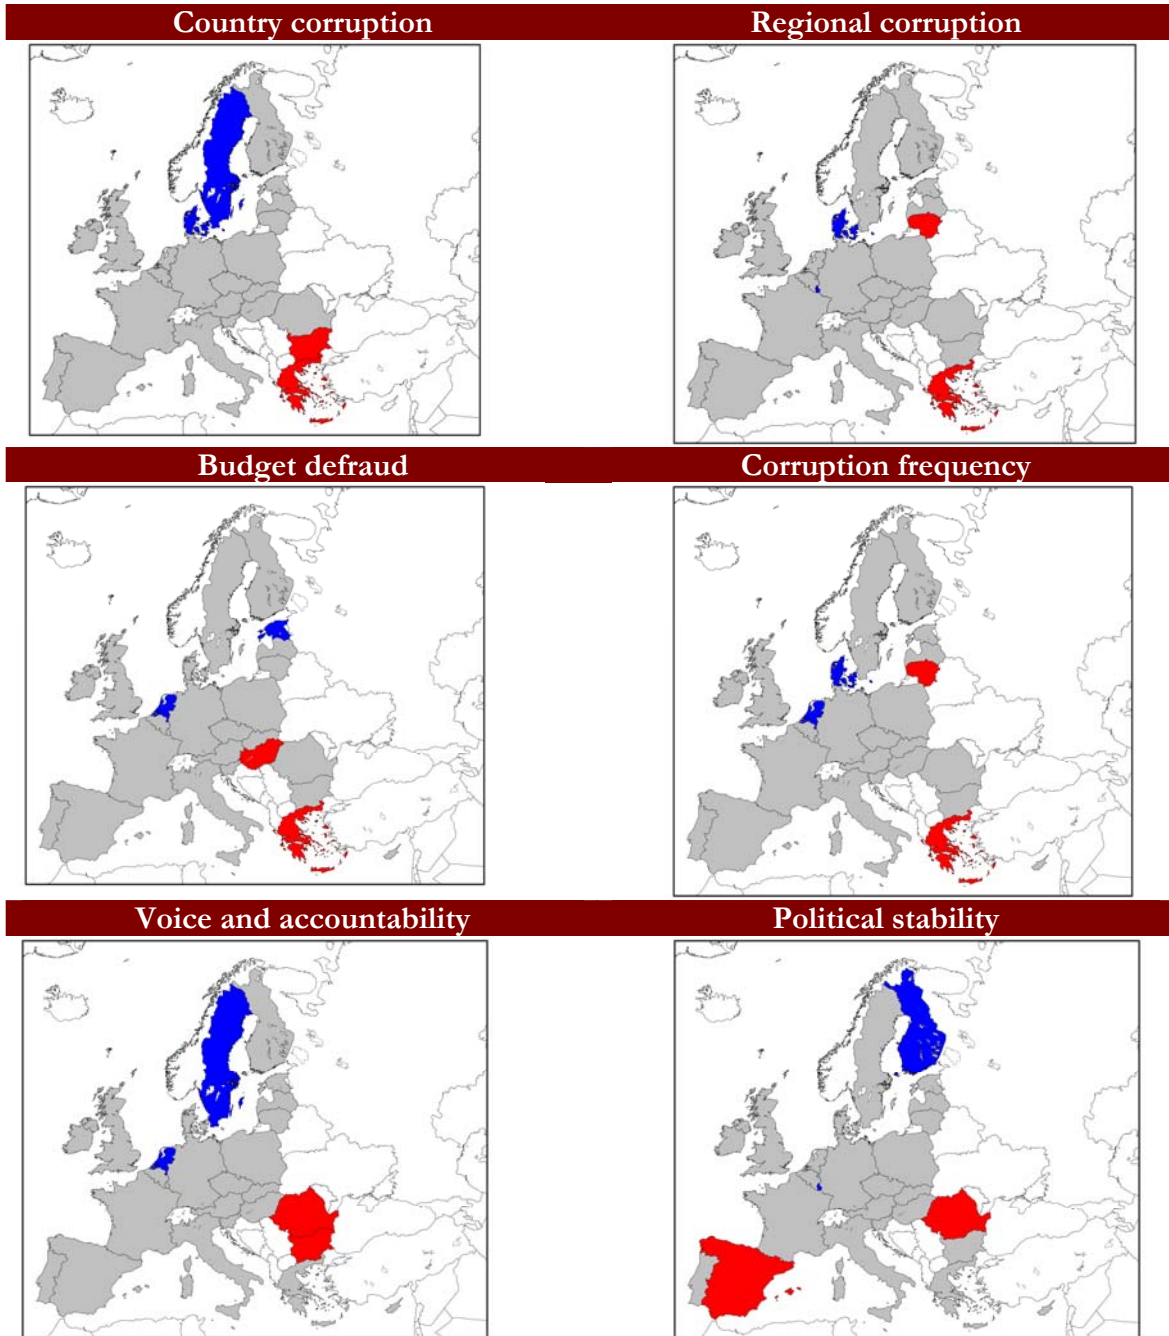 Country corruption
Regional corruption
Budget defraud
Corruption frequency
Voice and accountability
Political stability